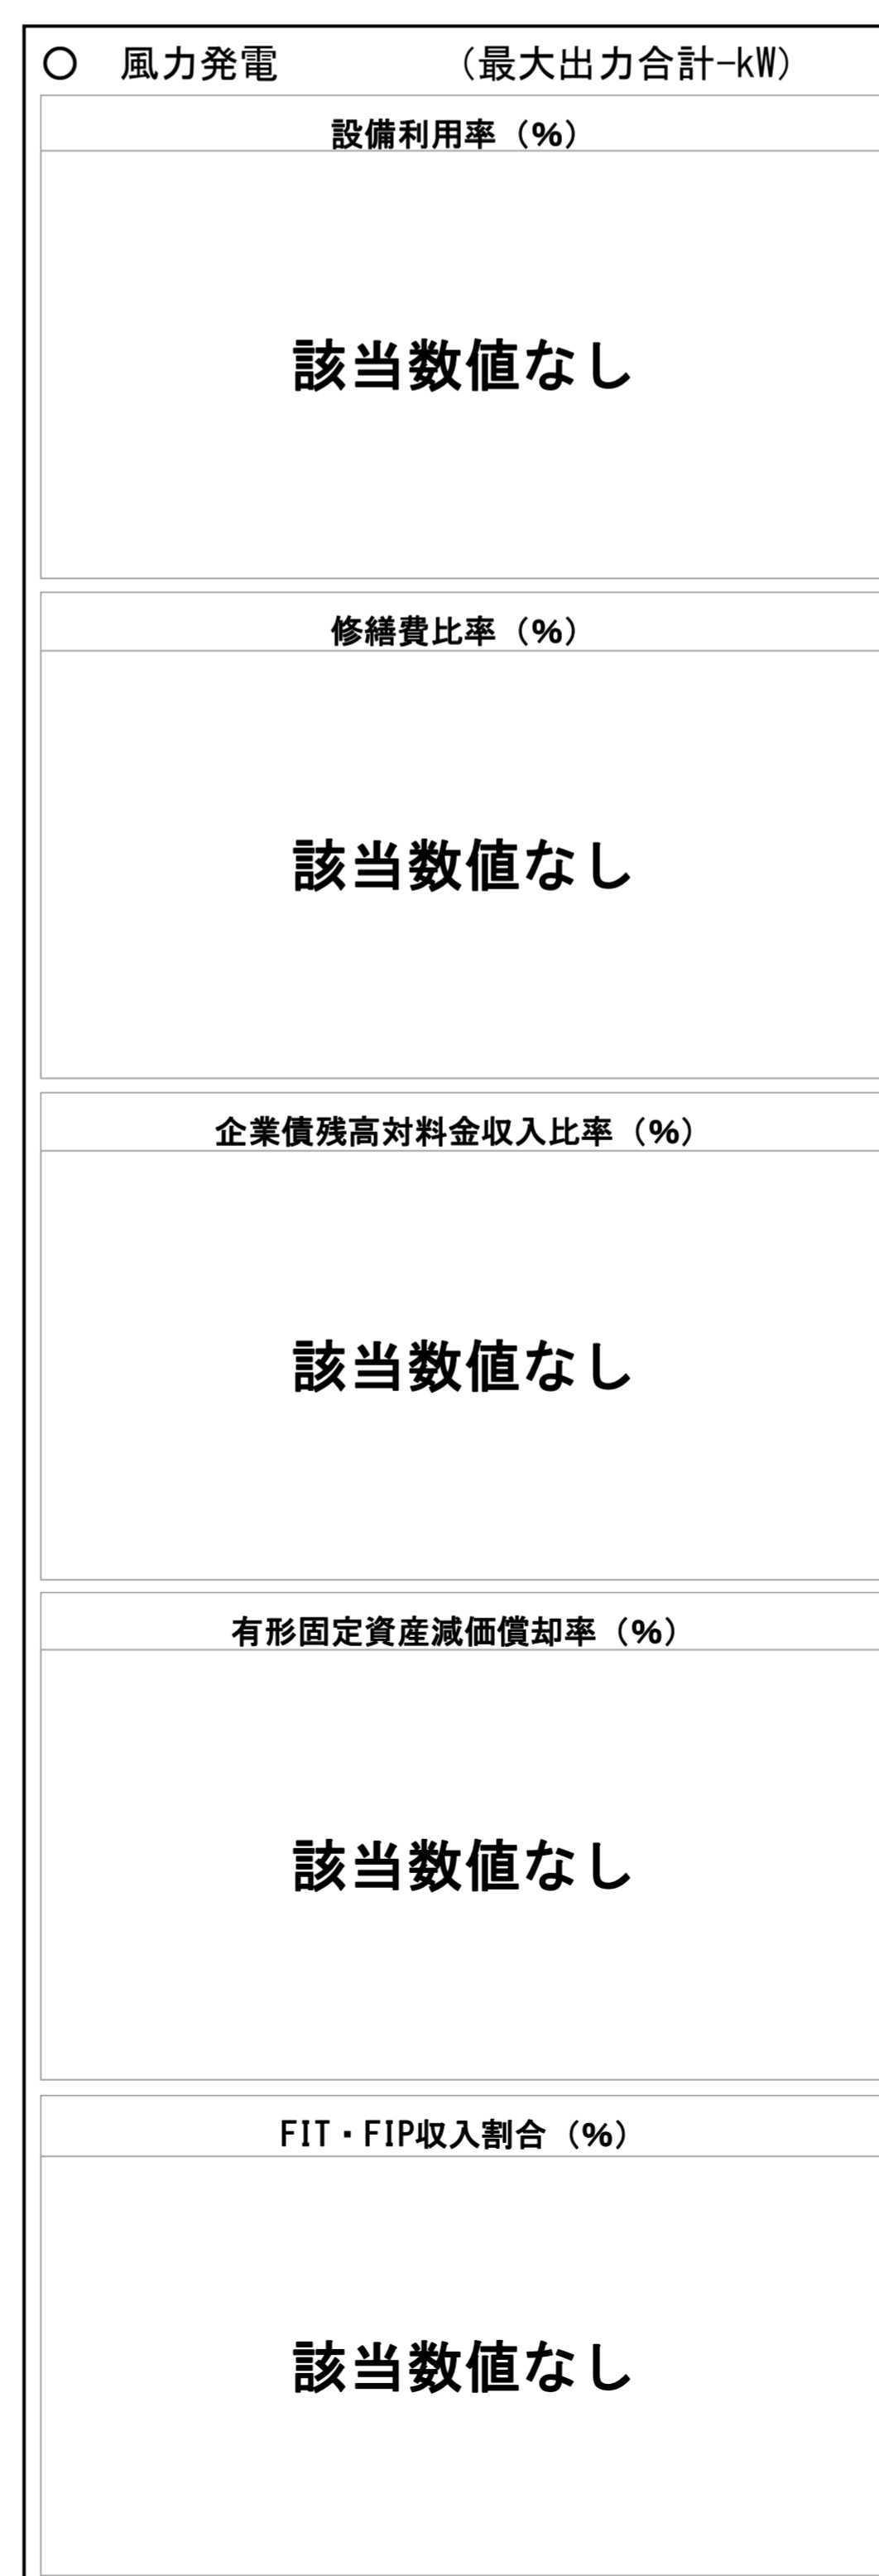 ○　風力発電　　　　　（最大出力合計-kW）
設備利用率（%）
該当数値なし
修繕費比率（%）
該当数値なし
企業債残高対料金収入比率（%）
該当数値なし
有形固定資産減価償却率（%）
該当数値なし
FIT・FIP収入割合（%）
該当数値なし